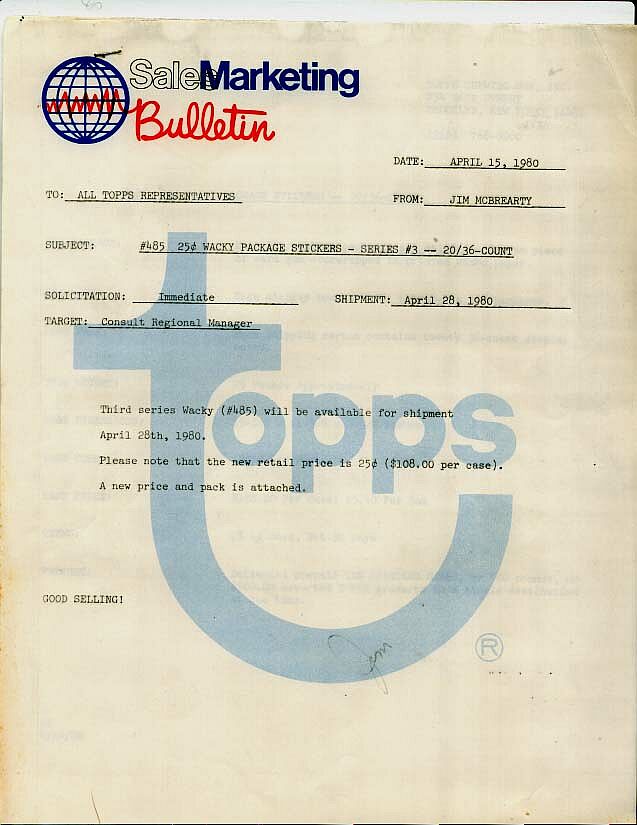 Sales Marketing
Bulletin
DATE: APRIL 15, 1980
TO: ALL TOPPS REPRESENTATIVES
FROM: JIM MCBREARTY
SUBJECT: #485 25¢ WACKY PACKAGE STICKERS - SERIES #3 -- 20/36-COUNT
SOLICITATION: Immediate
SHIPMENT: April 28, 1980
TARGET: Consult Regional Manager
topps
Third series Wacky (#485) will be available for shipment
April 28th, 1980.
Please note that the new retail price is 25¢ ($108.00 per case).
A new price and pack is attached.
GOOD SELLING!
Jim
®